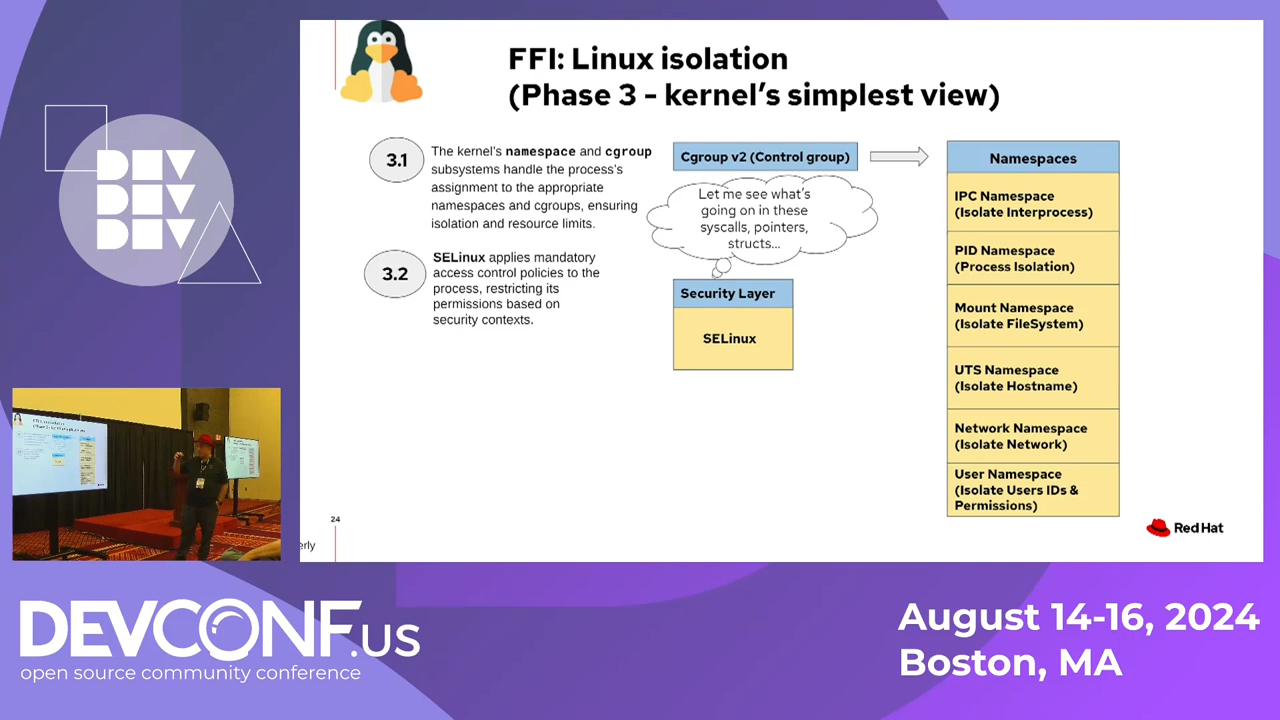 DEV
DEV
DEV
FFI: Linux isolation
(Phase 3 - kernel's simplest view)
3.1
The kernel's namespace and cgroup
subsystems handle the process's
assignment to the appropriate
namespaces and cgroups, ensuring
isolation and resource limits.
3.2
SELinux applies mandatory
access control policies to the
process, restricting its
permissions based on
security contexts.
Cgroup v2 (Control group)
Let me see what's
going on in these
syscalls, pointers,
structs...
Security Layer
SELinux
Namespaces
IPC Namespace
(Isolate Interprocess)
PID Namespace
(Process Isolation)
Mount Namespace
(Isolate FileSystem)
UTS Namespace
(Isolate Hostname)
Network Namespace
(Isolate Network)
User Namespace
(Isolate Users IDs &
Permissions)
24
erly
Red Hat
FFI: Linux isolation
DEVCONF.US
open source community conference
August 14-16, 2024
Boston, MA